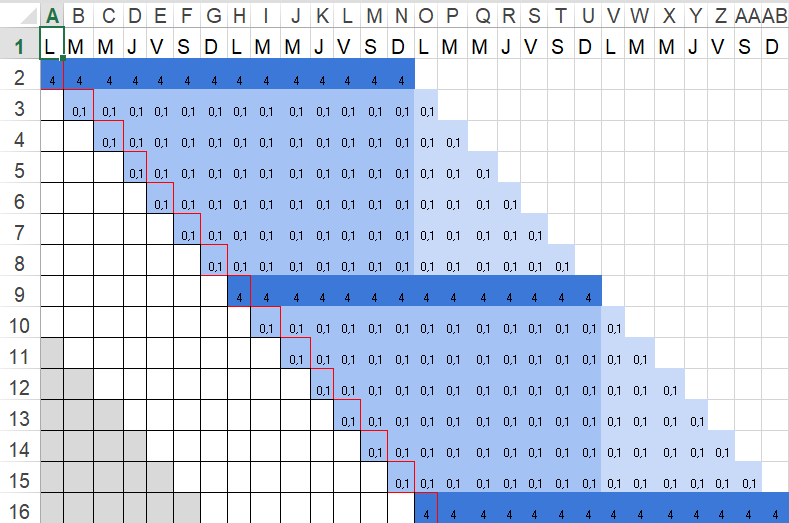 A B C D E F G H I J K L M N O P Q R S T U V W X Y Z AA AB
1 L M M J V S D L M M J V S D L M M J V S D L M M J V S D
2 4 4 4 4 4 4 4 4 4 4 4 4 4 4
3 0,1 0,1 0,1 0,1 0,1 0,1 0,1 0,1 0,1 0,1 0,1 0,1 0,1 0,1
4 0,1 0,1 0,1 0,1 0,1 0,1 0,1 0,1 0,1 0,1 0,1 0,1 0,1 0,1
5 0,1 0,1 0,1 0,1 0,1 0,1 0,1 0,1 0,1 0,1 0,1 0,1 0,1 0,1
6 0,1 0,1 0,1 0,1 0,1 0,1 0,1 0,1 0,1 0,1 0,1 0,1 0,1 0,1
7 0,1 0,1 0,1 0,1 0,1 0,1 0,1 0,1 0,1 0,1 0,1 0,1 0,1 0,1
8 0,1 0,1 0,1 0,1 0,1 0,1 0,1 0,1 0,1 0,1 0,1 0,1 0,1 0,1
9 4 4 4 4 4 4 4 4 4 4 4 4 4 4
10 0,1 0,1 0,1 0,1 0,1 0,1 0,1 0,1 0,1 0,1 0,1 0,1 0,1 0,1
11 0,1 0,1 0,1 0,1 0,1 0,1 0,1 0,1 0,1 0,1 0,1 0,1 0,1 0,1
12 0,1 0,1 0,1 0,1 0,1 0,1 0,1 0,1 0,1 0,1 0,1 0,1 0,1 0,1
13 0,1 0,1 0,1 0,1 0,1 0,1 0,1 0,1 0,1 0,1 0,1 0,1 0,1 0,1
14 0,1 0,1 0,1 0,1 0,1 0,1 0,1 0,1 0,1 0,1 0,1 0,1 0,1 0,1
15 0,1 0,1 0,1 0,1 0,1 0,1 0,1 0,1 0,1 0,1 0,1 0,1 0,1 0,1
16 4 4 4 4 4 4 4 4 4 4 4 4 4 4